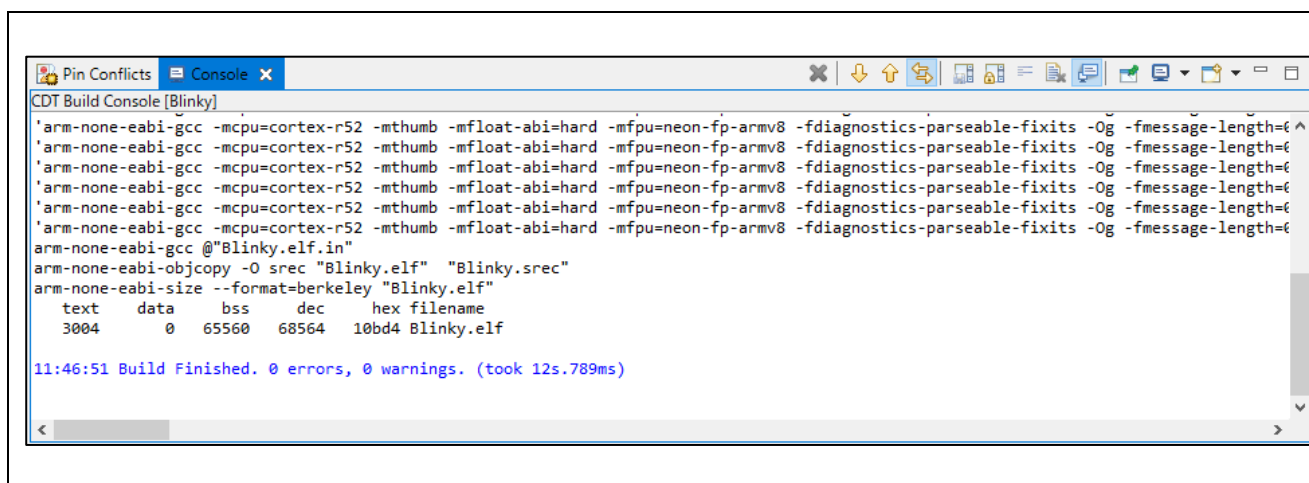 Pin Conflicts Console
CDT Build Console [Blinky]
'arm-none-eabi-gcc -mcpu=cortex-r52 -mthumb -mfloat-abi=hard -mfpu=neon-fp-armv8 -fdiagnostics-parseable-fixits -Og -fmessage-length=0
'arm-none-eabi-gcc -mcpu=cortex-r52 -mthumb -mfloat-abi=hard -mfpu=neon-fp-armv8 -fdiagnostics-parseable-fixits -Og -fmessage-length=0
'arm-none-eabi-gcc -mcpu=cortex-r52 -mthumb -mfloat-abi=hard -mfpu=neon-fp-armv8 -fdiagnostics-parseable-fixits -Og -fmessage-length=0
'arm-none-eabi-gcc -mcpu=cortex-r52 -mthumb -mfloat-abi=hard -mfpu=neon-fp-armv8 -fdiagnostics-parseable-fixits -Og -fmessage-length=0
'arm-none-eabi-gcc -mcpu=cortex-r52 -mthumb -mfloat-abi=hard -mfpu=neon-fp-armv8 -fdiagnostics-parseable-fixits -Og -fmessage-length=0
'arm-none-eabi-gcc -mcpu=cortex-r52 -mthumb -mfloat-abi=hard -mfpu=neon-fp-armv8 -fdiagnostics-parseable-fixits -Og -fmessage-length=0
arm-none-eabi-gcc @"Blinky.elf.in"
arm-none-eabi-objcopy -O srec "Blinky.elf"  "Blinky.srec"
arm-none-eabi-size --format=berkeley "Blinky.elf"
   text    data     bss     dec     hex filename
   3004       0   65560   68564   10bd4 Blinky.elf
11:46:51 Build Finished. 0 errors, 0 warnings. (took 12s.789ms)